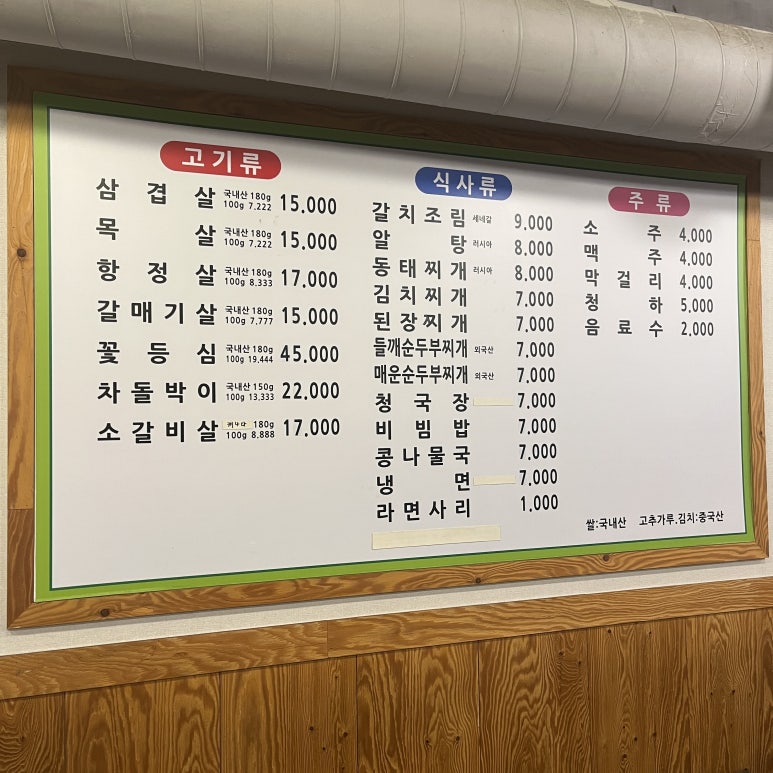 고기류
삼겹살 국내산 180g 100g 7,222 15,000
목살 국내산 180g 100g 7,222 15,000
항정살 국내산 180g 100g 8,333 17,000
갈매기살 국내산 180g 100g 7,777 15,000
꽃등심 국내산 180g 100g 19,444 45,000
차돌박이 국내산 150g 100g 13,333 22,000
소갈비살 캐나다 180g 100g 8,888 17,000
식사류
갈치조림 세네갈 9,000
알탕 러시아 8,000
동태찌개 러시아 8,000
김치찌개 7,000
된장찌개 7,000
들깨순두부찌개 외국산 7,000
매운순두부찌개 외국산 7,000
청국장 7,000
비빔밥 7,000
콩나물국 7,000
냉면 7,000
라면사리 1,000
주류
소주 4,000
맥주 4,000
막걸리 4,000
청하 5,000
음료수 2,000
쌀:국내산 고추가루.김치:중국산